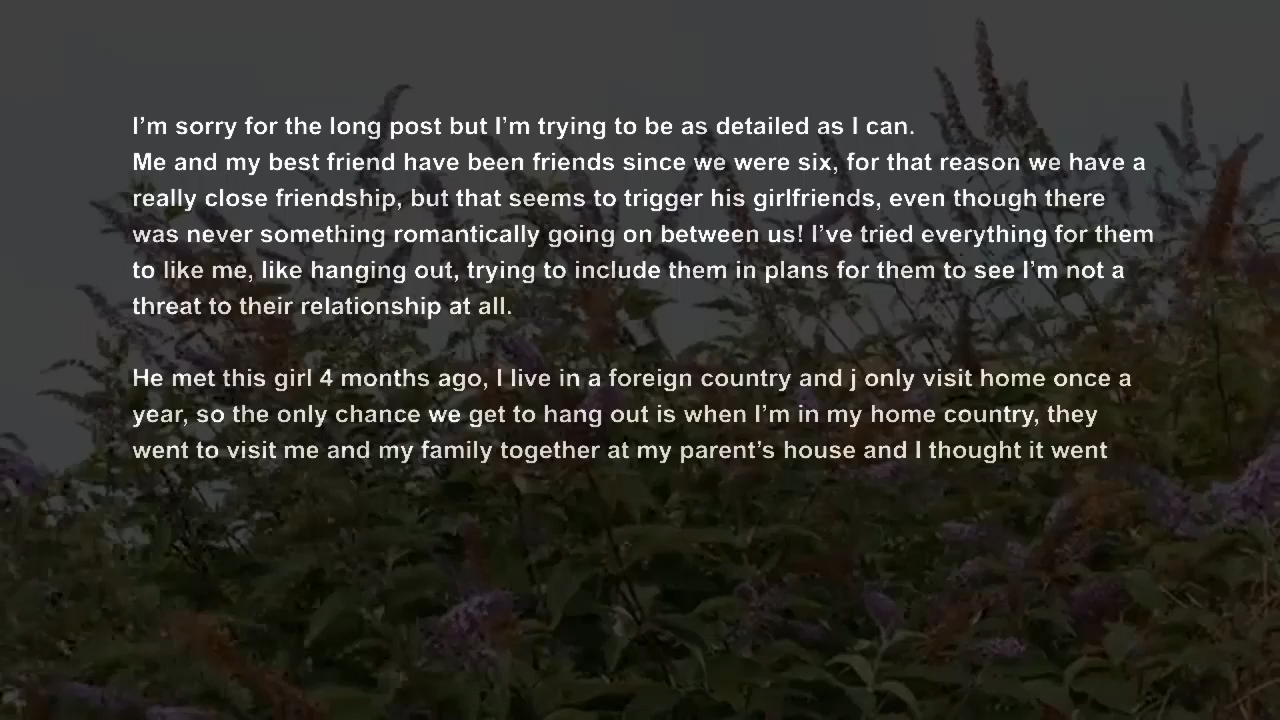 I’m sorry for the long post but I’m trying to be as detailed as I can.
Me and my best friend have been friends since we were six, for that reason we have a
really close friendship, but that seems to trigger his girlfriends, even though there
was never something romantically going on between us! I’ve tried everything for them
to like me, like hanging out, trying to include them in plans for them to see I’m not a
threat to their relationship at all.
He met this girl 4 months ago, I live in a foreign country and j only visit home once a
year, so the only chance we get to hang out is when I’m in my home country, they
went to visit me and my family together at my parent’s house and I thought it went